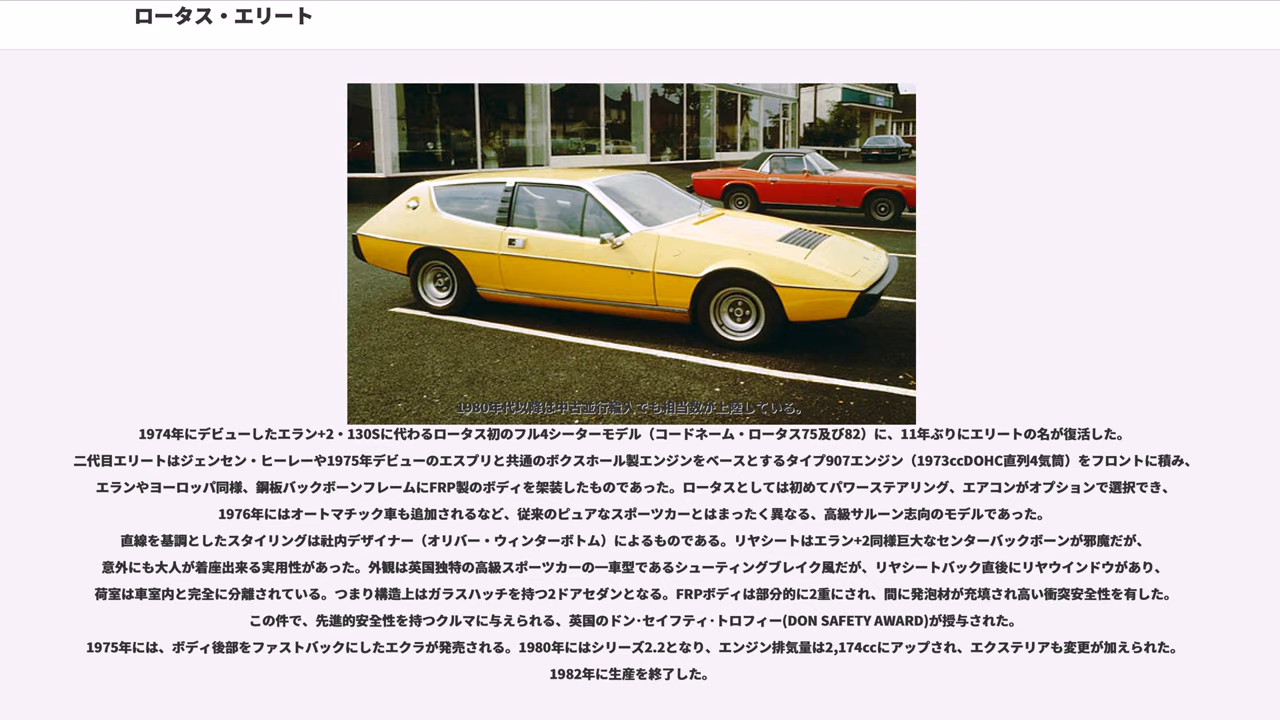 ロータス・エリート
1980年代以降は中古並行輸入でも相当数が上陸している。
1974年にデビューしたエラン+2・130Sに代わるロータス初のフル4シーターモデル（コードネーム・ロータス75及び82）に、11年ぶりにエリートの名が復活した。
二代目エリートはジェンセン・ヒーレーや1975年デビューのエスプリと共通のボクスホール製エンジンをベースとするタイプ907エンジン（1973ccDOHC直列4気筒）をフロントに積み、
エランやヨーロッパ同様、鋼板バックボーンフレームにFRP製のボディを架装したものであった。ロータスとしては初めてパワーステアリング、エアコンがオプションで選択でき、
1976年にはオートマチック車も追加されるなど、従来のピュアなスポーツカーとはまったく異なる、高級サルーン志向のモデルであった。
直線を基調としたスタイリングは社内デザイナー（オリバー・ウィンターボトム）によるものである。リヤシートはエラン+2同様巨大なセンターバックボーンが邪魔だが、
意外にも大人が着座出来る実用性があった。外観は英国独特の高級スポーツカーの一車型であるシューティングブレイク風だが、リヤシートバック直後にリヤウインドウがあり、
荷室は車室内と完全に分離されている。つまり構造上はガラスハッチを持つ2ドアセダンとなる。FRPボディは部分的に2重にされ、間に発泡材が充填され高い衝突安全性を有した。
この件で、先進的安全性を持つクルマに与えられる、英国のドン·セイフティ·トロフィー(DON SAFETY AWARD)が授与された。
1975年には、ボディ後部をファストバックにしたエクラが発売される。1980年にはシリーズ2.2となり、エンジン排気量は2,174ccにアップされ、エクステリアも変更が加えられた。
1982年に生産を終了した。